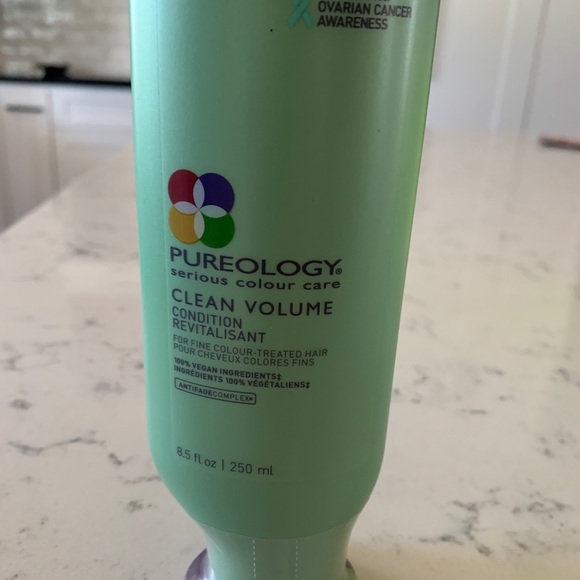 OVARIAN CANCER
AWARENESS
PUREOLOGY®
serious colour care
CLEAN VOLUME
CONDITION
REVITALISANT
FOR FINE COLOUR-TREATED HAIR
POUR CHEVEUX COLORES FINS
100% VEGAN INGREDIENTS‡
INGRÉDIENTS 100% VÉGÉTALIENS‡
ANTIFADECOMPLEX®
8.5 fl oz | 250 ml